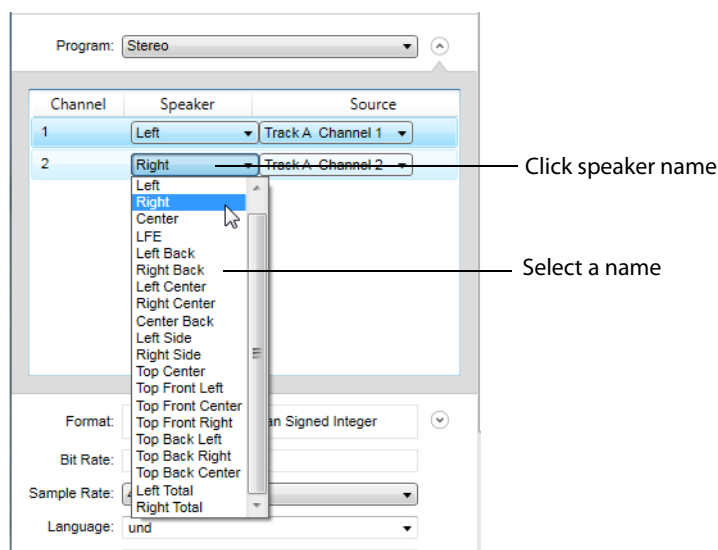 Program: Stereo
Channel Speaker Source
1 Left Track A Channel 1
2 Right Track A Channel 2
Click speaker name
Left
Right
Center
LFE
Left Back
Right Back
Select a name
Left Center
Right Center
Center Back
Left Side
Right Side
Top Center
Top Front Left
Top Front Center
Format: an Signed Integer
Top Front Right
Top Back Left
Bit Rate:
Top Back Right
Top Back Center
Sample Rate:
Left Total
Right Total
Language: und